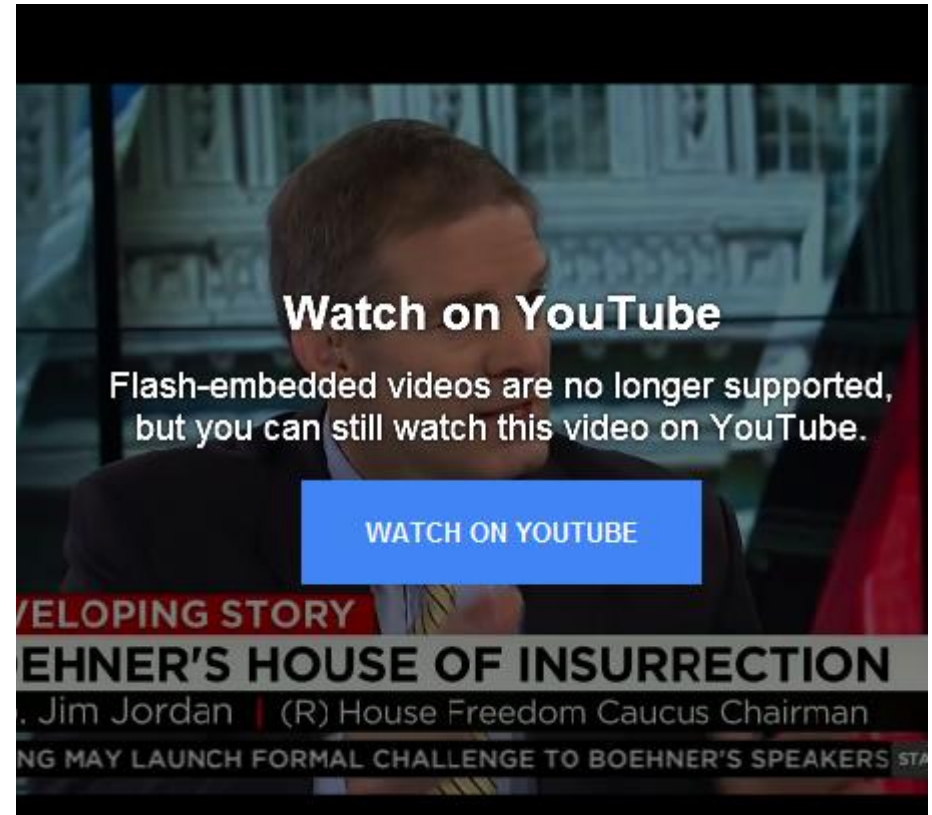 Watch on YouTube
Flash-embedded videos are no longer supported,
but you can still watch this video on YouTube.
WATCH ON YOUTUBE
VELOPING STORY
EHNER'S HOUSE OF INSURRECTION
. Jim Jordan | (R) House Freedom Caucus Chairman
NG MAY LAUNCH FORMAL CHALLENGE TO BOEHNER'S SPEAKERS STA